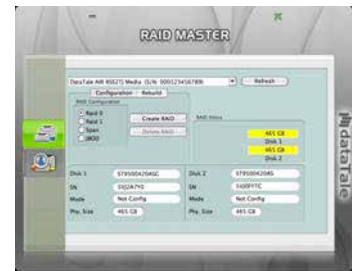 RAID MASTER
DataTale AIR RS52TJ Media (S/N: 000123456789)
Refresh
Configuration
Rebuild
RAID Configuration
Raid 0
Raid 1
Span
JBOD
Create RAID
Delete RAID
RAID Status
465 GB
Disk 1
465 GB
Disk 2
Disk 1
ST9500420ASG
Disk 2
ST9500420AS
SN
SN
Mode
Not Config
Mode
Not Config
Phy. Size
465 GB
Phy. Size
465 GB
dataTale